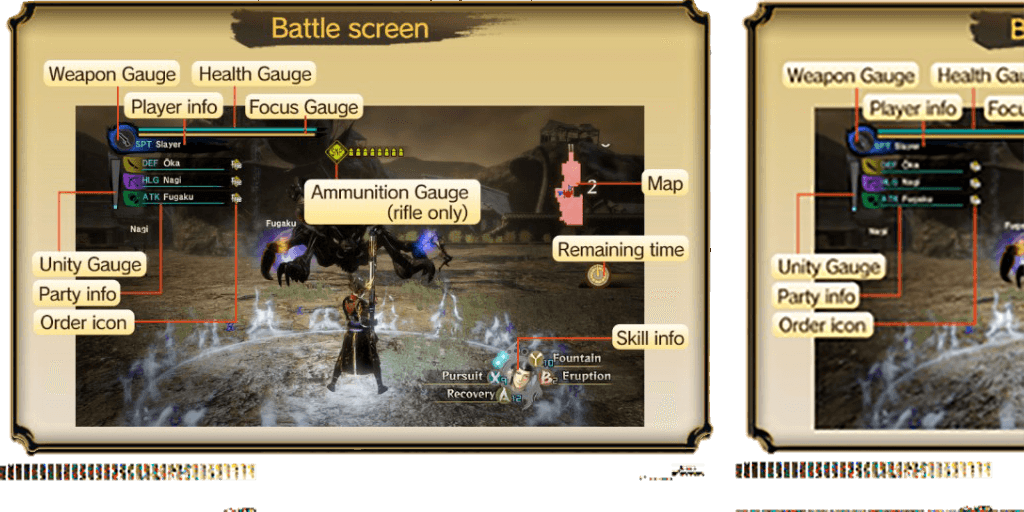 Battle screen
Weapon Gauge
Health Gauge
Player info
Focus Gauge
SPT Slayer
DEF Ōka
HLG Nagi
ATK Fugaku
Ammunition Gauge
(rifle only)
2
Map
Nagi
Fugaku
Unity Gauge
Remaining time
Party info
Order icon
Skill info
Y Fountain
Pursuit X
B Eruption
Recovery A
B
Weapon Gauge
Health Gau
Player info
Focu
SPT Slayer
DEF Ōka
HLG Nagi
ATK Fugaku
Nagi
Unity Gauge
Party info
Order icon